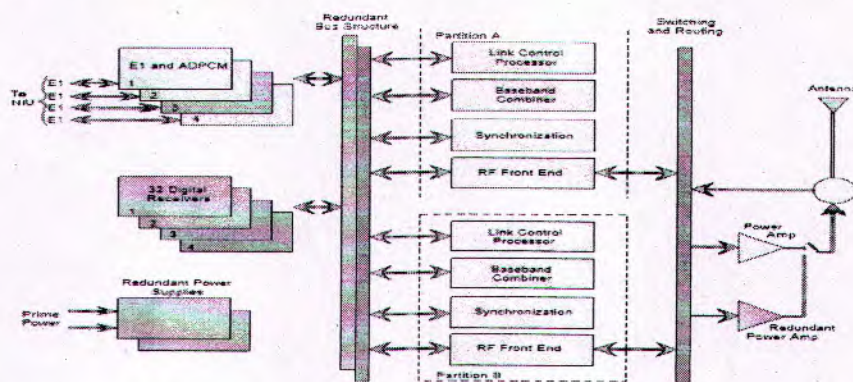 Redundant
Bus Structure
Switching
and Routing
Partition A
E1 and ADPCM
1
2
3
4
To
NIU
E1
E1
E1
E1
Link Control
Processor
Baseband
Combiner
Synchronization
RF Front End
Antenna
32 Digital
Receivers
1
2
3
4
Link Control
Processor
Baseband
Combiner
Synchronization
RF Front End
Partition B
Power
Amp
Redundant
Power Amp
Redundant Power
Supplies
Prime
Power